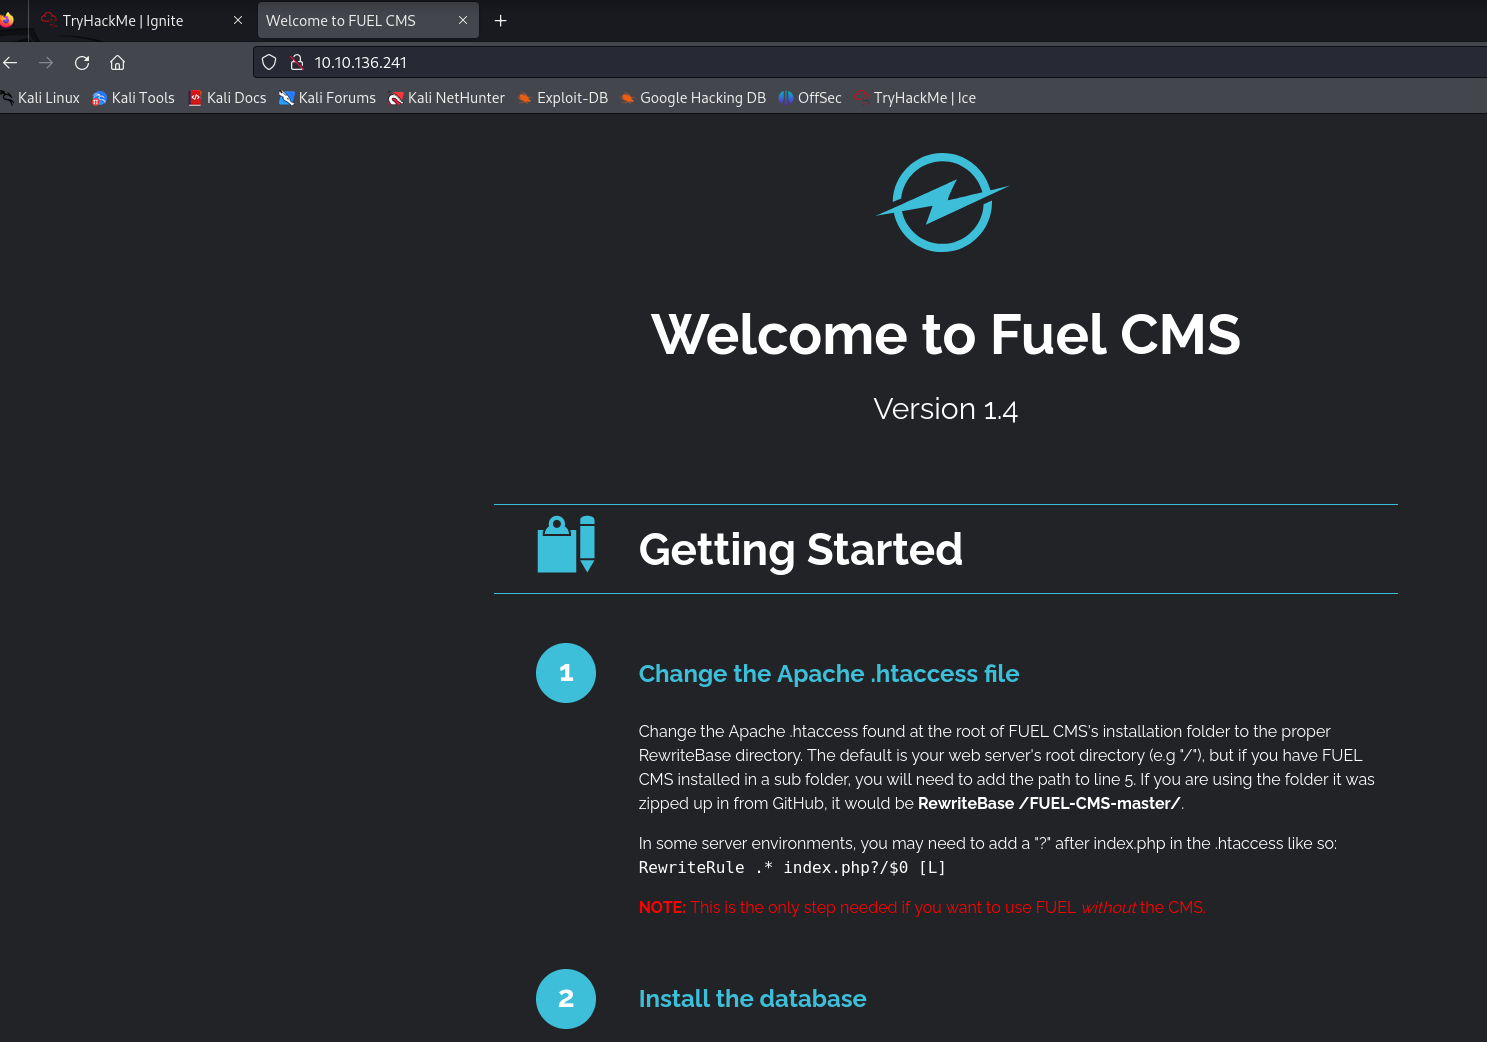 TryHackMe | Ignite
Welcome to FUEL CMS
10.10.136.241
Kali Linux Kali Tools Kali Docs Kali Forums Kali NetHunter Exploit-DB Google Hacking DB OffSec TryHackMe | Ice
Welcome to Fuel CMS
Version 1.4
Getting Started
1 Change the Apache .htaccess file
Change the Apache .htaccess found at the root of FUEL CMS's installation folder to the proper
RewriteBase directory. The default is your web server's root directory (e.g "/"), but if you have FUEL
CMS installed in a sub folder, you will need to add the path to line 5. If you are using the folder it was
zipped up in from GitHub, it would be RewriteBase /FUEL-CMS-master/.
In some server environments, you may need to add a "?" after index.php in the .htaccess like so:
RewriteRule .* index.php?/$0 [L]
NOTE: This is the only step needed if you want to use FUEL without the CMS.
2 Install the database